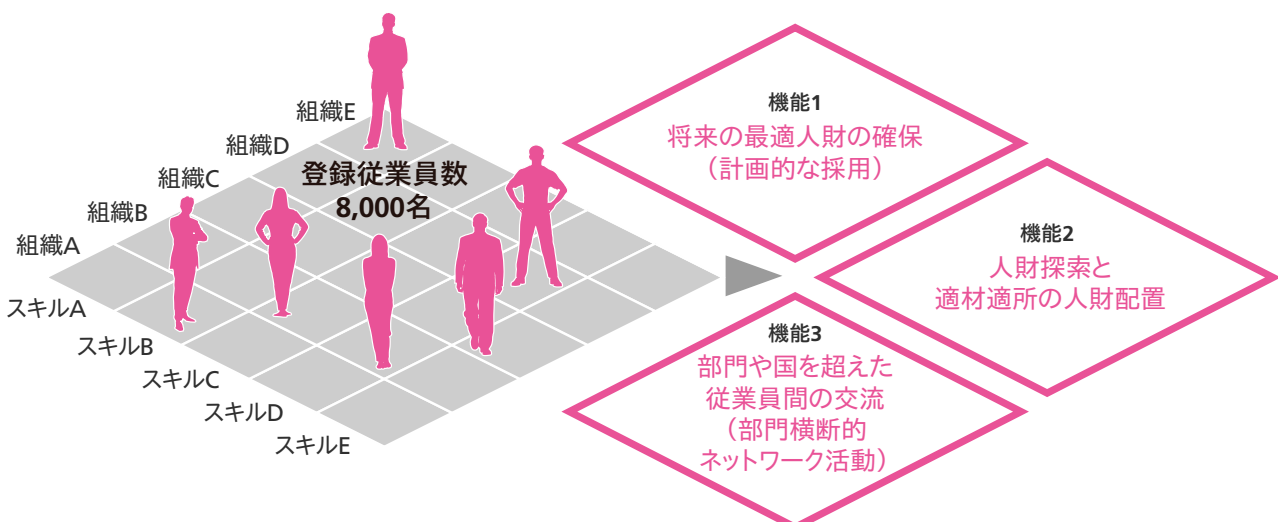 組織E
組織D
組織C
組織B
組織A
登録従業員数
8,000名
スキルA
スキルB
スキルC
スキルD
スキルE
機能1
将来の最適人財の確保
（計画的な採用）
機能2
人財探索と
適材適所の人財配置
機能3
部門や国を超えた
従業員間の交流
（部門横断的
ネットワーク活動）